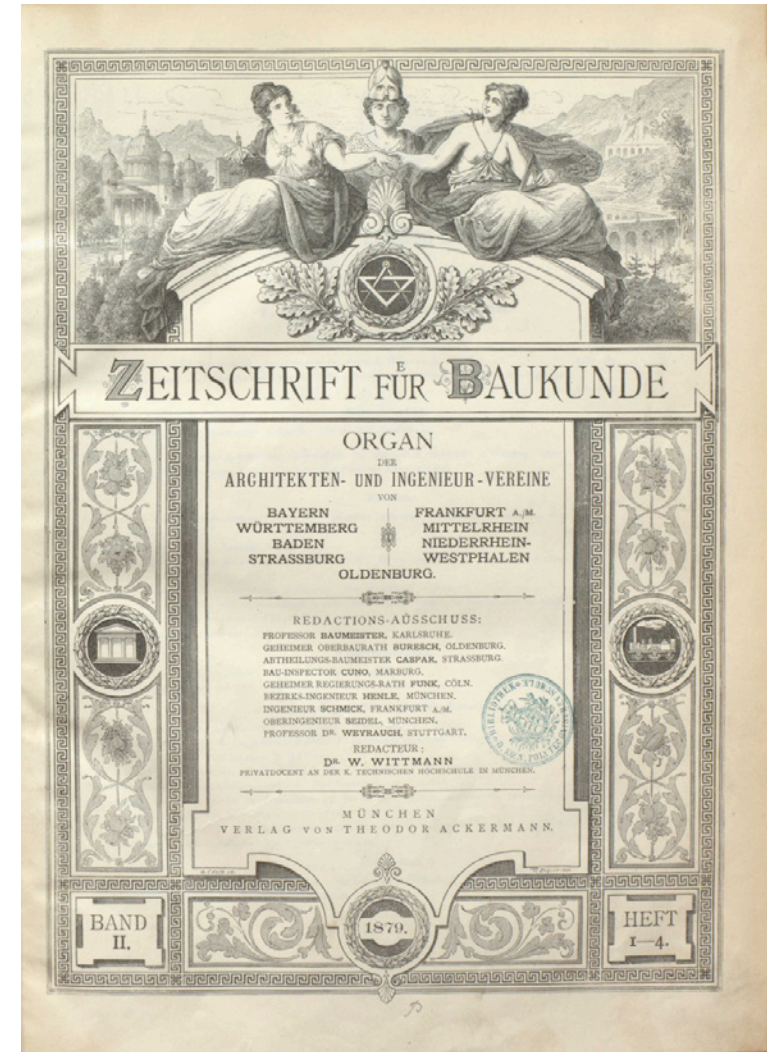 ZEITSCHRIFT FUͤR BAUKUNDE
ORGAN
DER
ARCHITEKTEN- UND INGENIEUR-VEREINE
VON
BAYERN
WÜRTTEMBERG
BADEN
STRASSBURG
FRANKFURT A./M.
MITTELRHEIN
NIEDERRHEIN-
WESTPHALEN
OLDENBURG.
REDACTIONS-AUSSCHUSS:
PROFESSOR BAUMEISTER, KARLSRUHE.
GEHEIMER OBERBAURATH BURESCH, OLDENBURG.
ABTHEILUNGS-BAUMEISTER CASPAR, STRASSBURG.
BAU-INSPECTOR CUNO, MARBURG.
GEHEIMER REGIERUNGS-RATH FUNK, CÖLN.
BEZIRKS-INGENIEUR HENLE, MÜNCHEN.
INGENIEUR SCHMICK, FRANKFURT A./M.
OBERINGENIEUR SEIDEL, MÜNCHEN.
PROFESSOR DR. WEYRAUCH, STUTTGART.
REDACTEUR:
DR. W. WITTMANN
PRIVATDOCENT AN DER K. TECHNISCHEN HOCHSCHULE IN MÜNCHEN.
MÜNCHEN
VERLAG VON THEODOR ACKERMANN.
BAND
II.
1879.
HEFT
1—4.